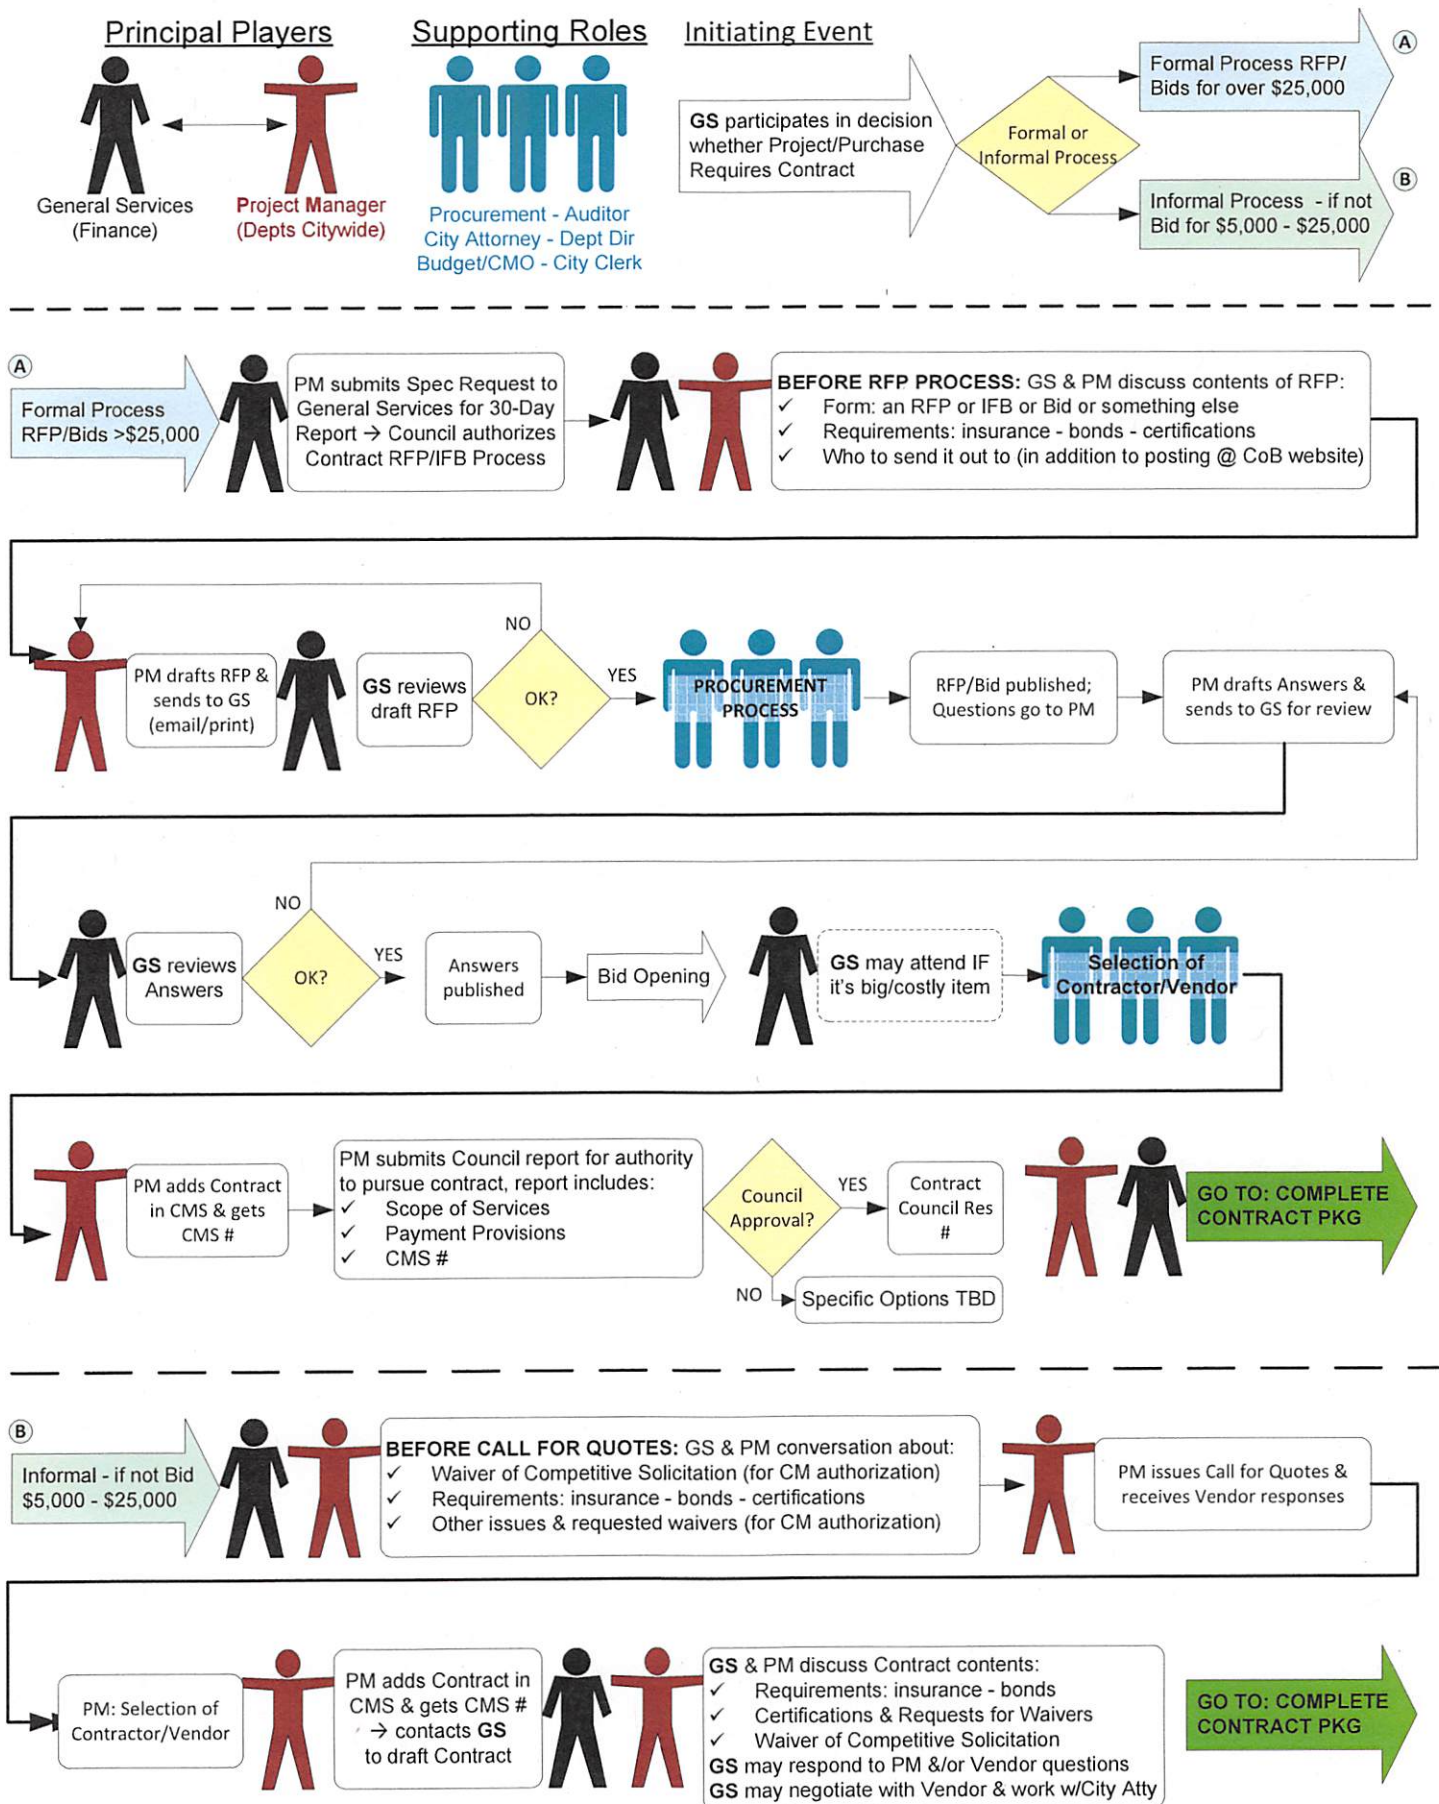 Principal Players
Supporting Roles
Initiating Event
General Services
(Finance)
Project Manager
(Depts Citywide)
Procurement - Auditor
City Attorney - Dept Dir
Budget/CMO - City Clerk
GS participates in decision
whether Project/Purchase
Requires Contract
Formal or
Informal Process
Formal Process RFP/
Bids for over $25,000
A
Informal Process - if not
Bid for $5,000 - $25,000
B
A
Formal Process
RFP/Bids >$25,000
PM submits Spec Request to
General Services for 30-Day
Report → Council authorizes
Contract RFP/IFB Process
BEFORE RFP PROCESS: GS & PM discuss contents of RFP:
✓ Form: an RFP or IFB or Bid or something else
✓ Requirements: insurance - bonds - certifications
✓ Who to send it out to (in addition to posting @ CoB website)
PM drafts RFP &
sends to GS
(email/print)
GS reviews
draft RFP
NO
OK?
YES
PROCUREMENT
PROCESS
RFP/Bid published;
Questions go to PM
PM drafts Answers &
sends to GS for review
GS reviews
Answers
NO
OK?
YES
Answers
published
Bid Opening
GS may attend IF
it's big/costly item
Selection of
Contractor/Vendor
PM adds Contract
in CMS & gets
CMS #
PM submits Council report for authority
to pursue contract, report includes:
✓ Scope of Services
✓ Payment Provisions
✓ CMS #
Council
Approval?
YES
Contract
Council Res
#
NO
Specific Options TBD
GO TO: COMPLETE
CONTRACT PKG
B
Informal - if not Bid
$5,000 - $25,000
BEFORE CALL FOR QUOTES: GS & PM conversation about:
✓ Waiver of Competitive Solicitation (for CM authorization)
✓ Requirements: insurance - bonds - certifications
✓ Other issues & requested waivers (for CM authorization)
PM issues Call for Quotes &
receives Vendor responses
PM: Selection of
Contractor/Vendor
PM adds Contract in
CMS & gets CMS #
→ contacts GS
to draft Contract
GS & PM discuss Contract contents:
✓ Requirements: insurance - bonds
✓ Certifications & Requests for Waivers
✓ Waiver of Competitive Solicitation
GS may respond to PM &/or Vendor questions
GS may negotiate with Vendor & work w/City Atty
GO TO: COMPLETE
CONTRACT PKG